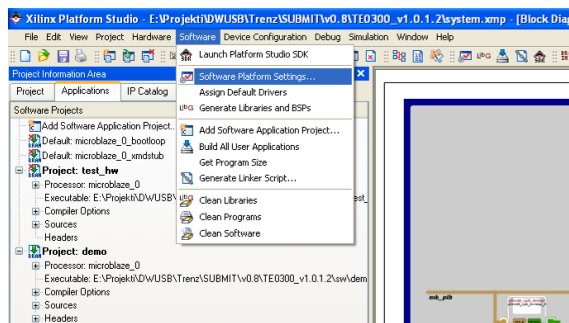 Xilinx Platform Studio - E:\Projekti\DWUSB\Trenz\SUBMIT\v0.8\TE0300_v1.0.1.2\system.xmp - [Block Dia
File Edit View Project Hardware Software Device Configuration Debug Simulation Window Help
Launch Platform Studio SDK
Software Platform Settings...
Assign Default Drivers
Generate Libraries and BSPs
Add Software Application Project...
Build All User Applications
Get Program Size
Generate Linker Script...
Clean Libraries
Clean Programs
Clean Software
Project Information Area
Project Applications IP Catalog
Software Projects
Add Software Application Project..
Default: microblaze_0_bootloop
Default: microblaze_0_xmdstub
Project: test_hw
Processor: microblaze_0
Executable: E:\Projekti\DWUSB\
est_
Compiler Options
Sources
Headers
Project: demo
Processor: microblaze_0
Executable: E:\Projekti\DWUSB\Trenz\SUBMIT\v0.8\TE0300_v1.0.1.2\sw\dem
Compiler Options
Sources
Headers
mb_plb